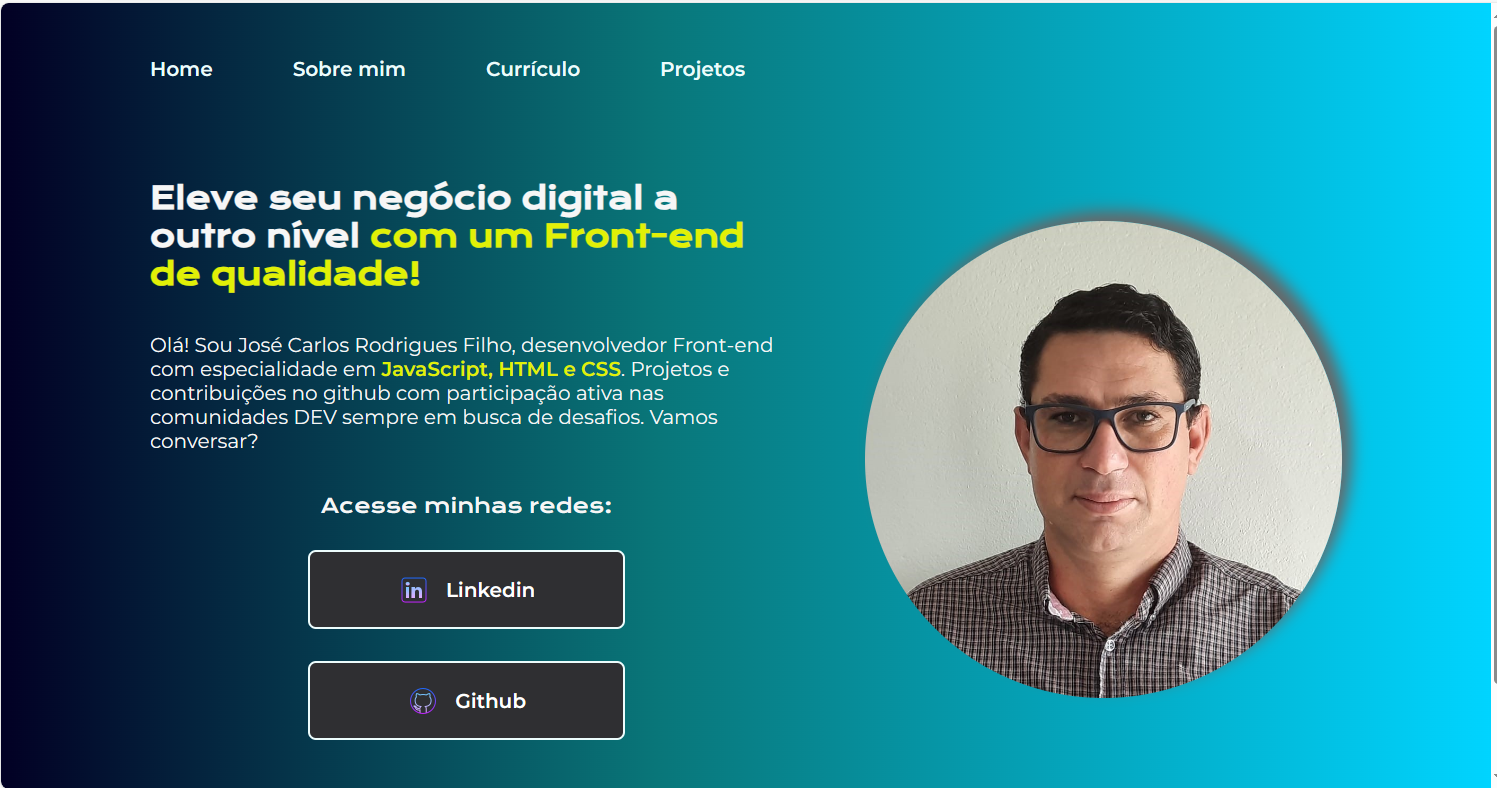 Home Sobre mim Currículo Projetos
Eleve seu negócio digital a
outro nível com um Front-end
de qualidade!
Olá! Sou José Carlos Rodrigues Filho, desenvolvedor Front-end
com especialidade em JavaScript, HTML e CSS. Projetos e
contribuições no github com participação ativa nas
comunidades DEV sempre em busca de desafios. Vamos
conversar?
Acesse minhas redes:
in Linkedin
Github